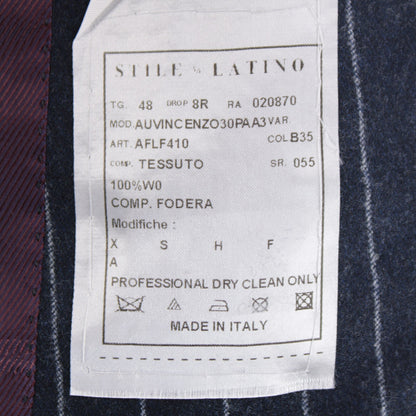 STILE LATINO
TG. 48 DROP 8R RA 020870
MOD. AUVINCENZO30PAA3 VAR.
ART. AFLF410 COL. B35
COMP. TESSUTO SR. 055
100%WO
COMP. FODERA
Modifiche :
X S H F
A
PROFESSIONAL DRY CLEAN ONLY
MADE IN ITALY